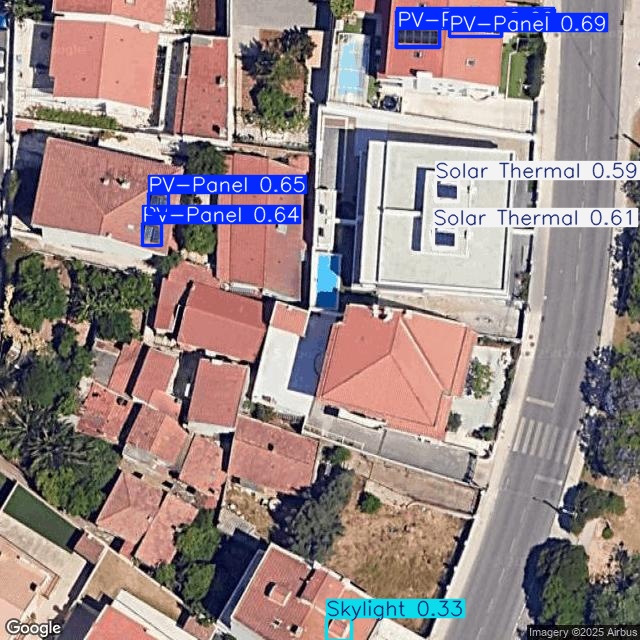 PV-Panel 0.69
Solar Thermal 0.59
PV-Panel 0.65
PV-Panel 0.64
Solar Thermal 0.61
Skylight 0.33
Google
Imagery ©2025 Airbus